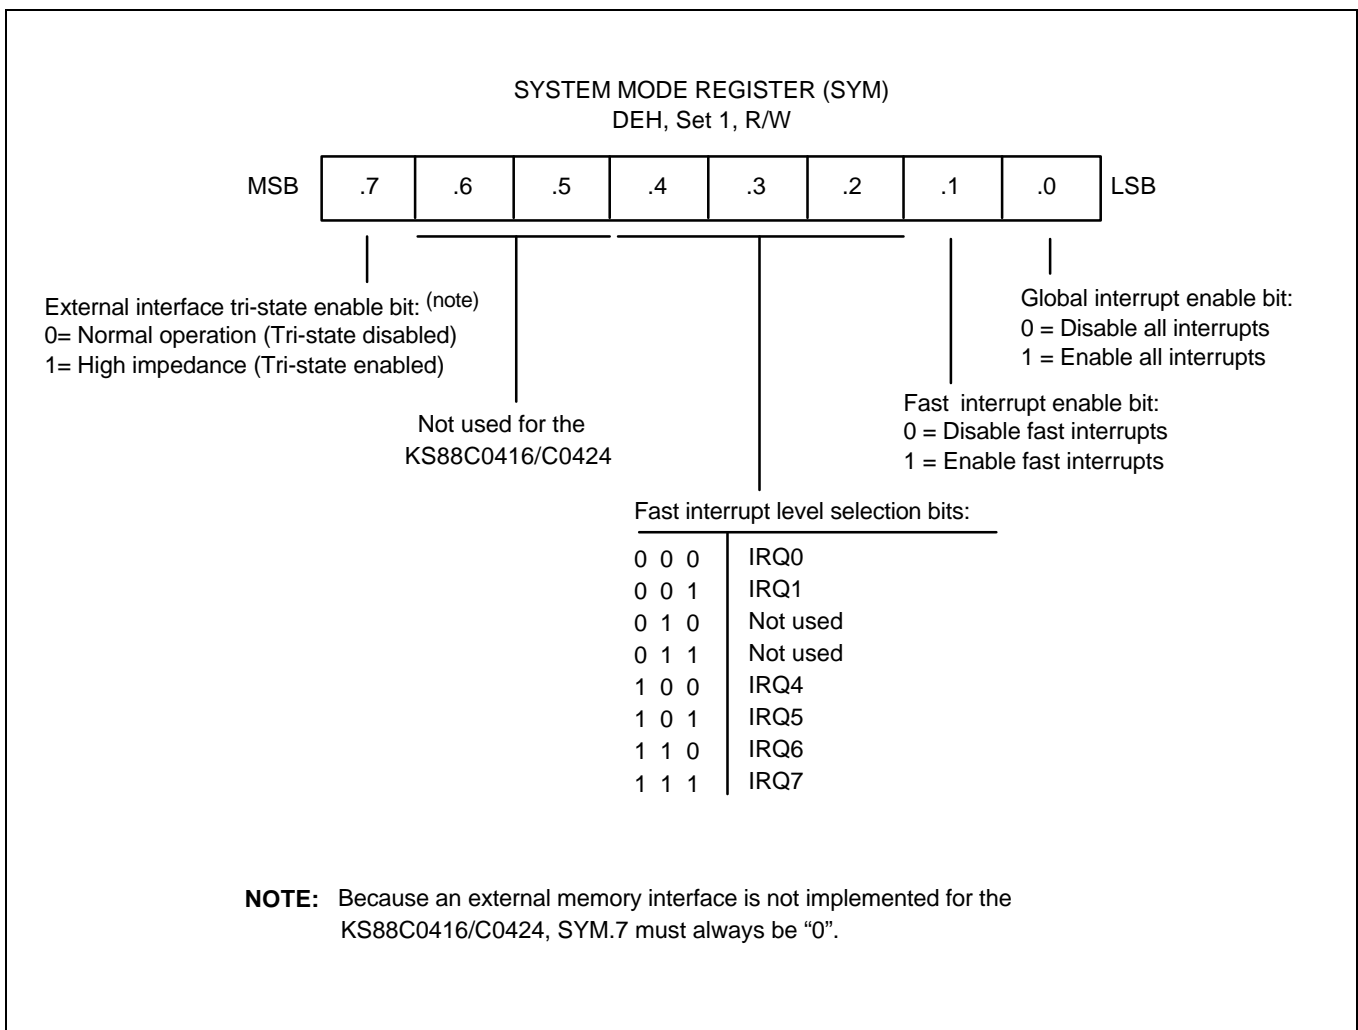 SYSTEM MODE REGISTER (SYM)
DEH, Set 1, R/W
MSB .7 .6 .5 .4 .3 .2 .1 .0 LSB
External interface tri-state enable bit: (note)
0= Normal operation (Tri-state disabled)
1= High impedance (Tri-state enabled)
Global interrupt enable bit:
0 = Disable all interrupts
1 = Enable all interrupts
Not used for the
KS88C0416/C0424
Fast interrupt enable bit:
0 = Disable fast interrupts
1 = Enable fast interrupts
Fast interrupt level selection bits:
0 0 0 IRQ0
0 0 1 IRQ1
0 1 0 Not used
0 1 1 Not used
1 0 0 IRQ4
1 0 1 IRQ5
1 1 0 IRQ6
1 1 1 IRQ7
NOTE: Because an external memory interface is not implemented for the
KS88C0416/C0424, SYM.7 must always be “0”.